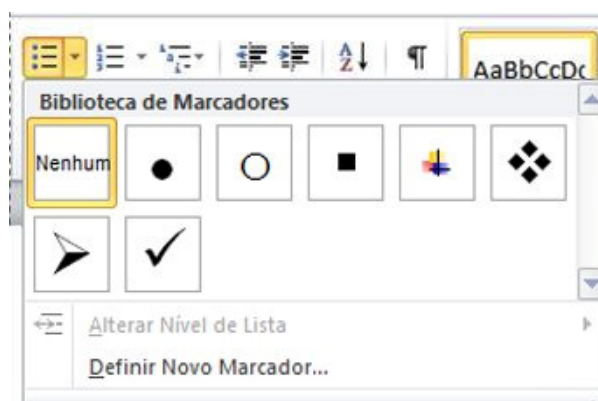 AaBbCcDc
Biblioteca de Marcadores
Nenhum
Alterar Nível de Lista
Definir Novo Marcador...